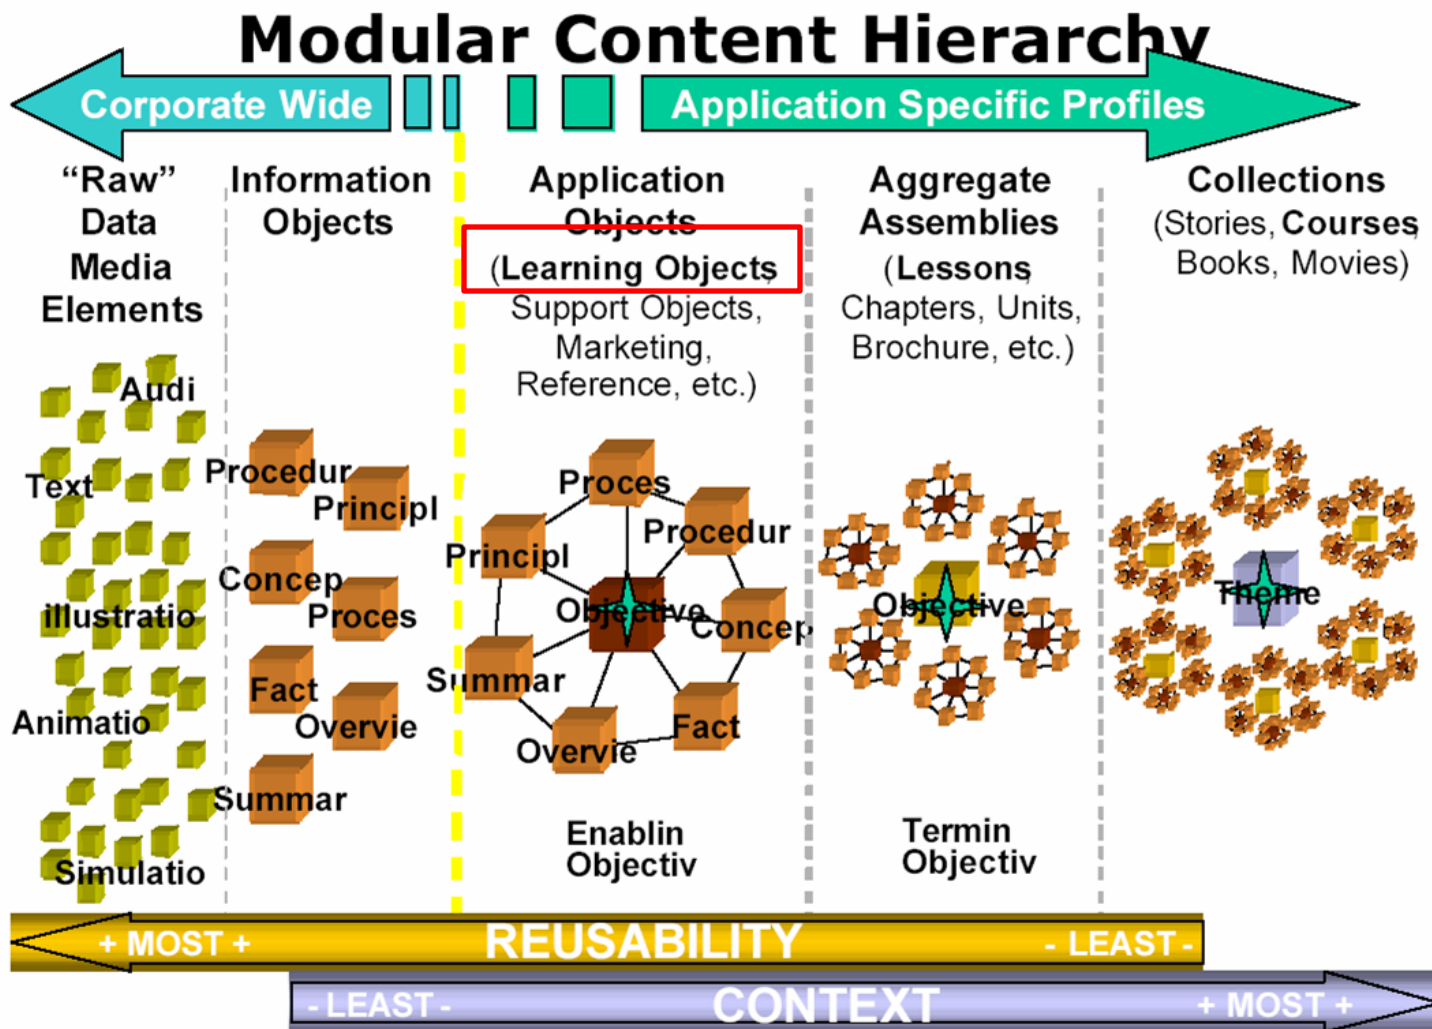 Modular Content Hierarchy
Corporate Wide
Application Specific Profiles
“Raw”
Data
Media
Elements
Information
Objects
Application
Objects
(Learning Objects,
Support Objects,
Marketing,
Reference, etc.)
Aggregate
Assemblies
(Lessons,
Chapters, Units,
Brochure, etc.)
Collections
(Stories, Courses,
Books, Movies)
Audi
Text
illustratio
Animatio
Simulatio
Procedur
Principl
Concep
Proces
Fact
Overvie
Summar
Proces
Procedur
Principl
Objective
Concep
Summar
Fact
Overvie
Enablin
Objectiv
Objective
Termin
Objectiv
Theme
+ MOST +
REUSABILITY
- LEAST -
- LEAST -
CONTEXT
+ MOST +